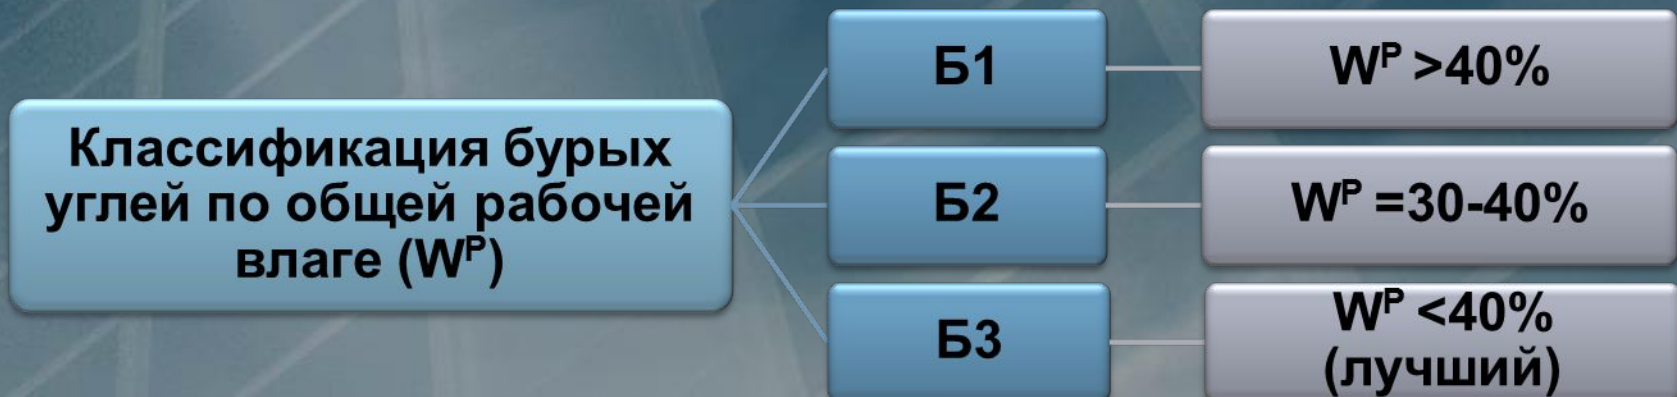 Классификация бурых
углей по общей рабочей
влаге (Wᴾ)
Б1
Wᴾ >40%
Б2
Wᴾ =30-40%
Б3
Wᴾ <40%
(лучший)